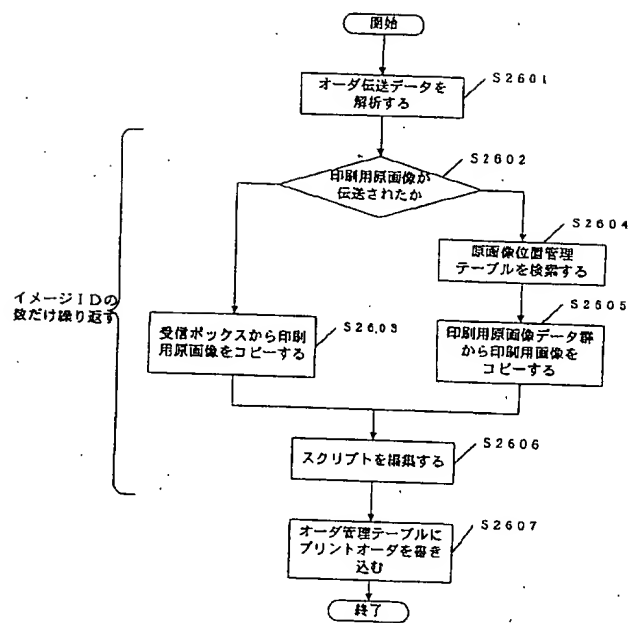 開始
オーダ伝送データを
解析する
S2601
印刷用原画像が
伝送されたか
S2602
原画像位置管理
テーブルを検索する
S2604
イメージIDの
数だけ繰り返す
受信ボックスから印刷
用原画像をコピーする
S2603
印刷用原画像データ群
から印刷用画像を
コピーする
S2605
スクリプトを編集する
S2606
オーダ管理テーブルに
プリントオーダを書き
込む
S2607
終了